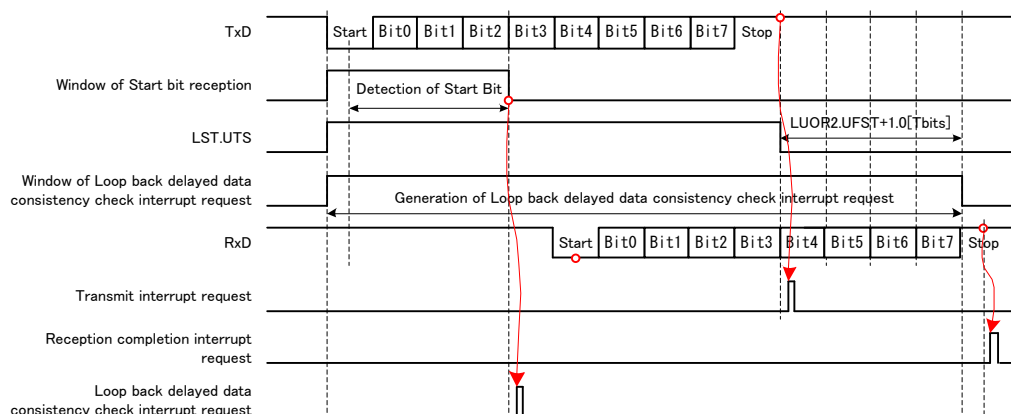 TxD
Start Bit0 Bit1 Bit2 Bit3 Bit4 Bit5 Bit6 Bit7 Stop
Window of Start bit reception
Detection of Start Bit
LST.UTS
LUOR2.UFST+1.0[Tbits]
Window of Loop back delayed data
consistency check interrupt request
Generation of Loop back delayed data consistency check interrupt request
RxD
Start Bit0 Bit1 Bit2 Bit3 Bit4 Bit5 Bit6 Bit7 Stop
Transmit interrupt request
Reception completion interrupt
request
Loop back delayed data
consistency check interrupt request